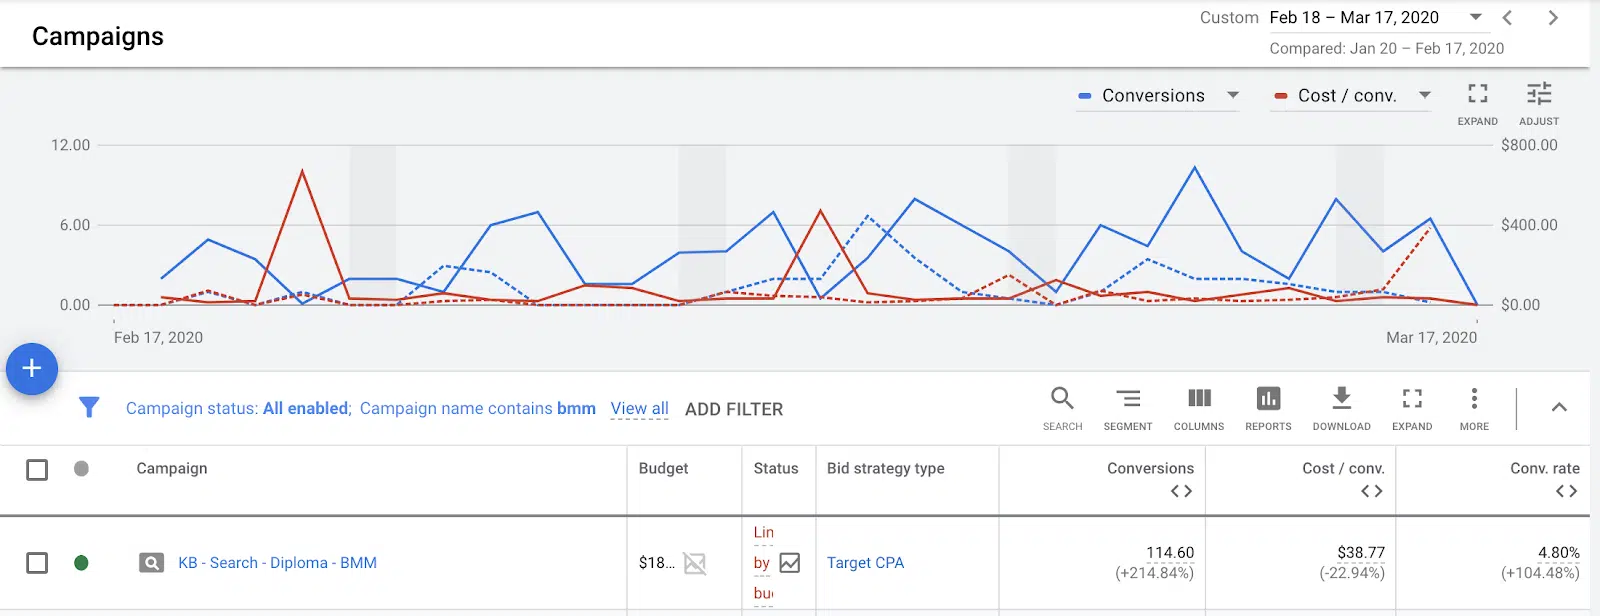 Campaigns
Custom Feb 18 – Mar 17, 2020
Compared: Jan 20 – Feb 17, 2020
Conversions Cost / conv. EXPAND ADJUST
12.00 $800.00
6.00 $400.00
0.00 $0.00
Feb 17, 2020 Mar 17, 2020
+
Campaign status: All enabled; Campaign name contains bmm View all ADD FILTER
SEARCH SEGMENT COLUMNS REPORTS DOWNLOAD EXPAND MORE
Campaign Budget Status Bid strategy type Conversions Cost / conv. Conv. rate
<> <> <>
KB - Search - Diploma - BMM $18... Lin
by
bu Target CPA 114.60 $38.77 4.80%
(+214.84%) (-22.94%) (+104.48%)